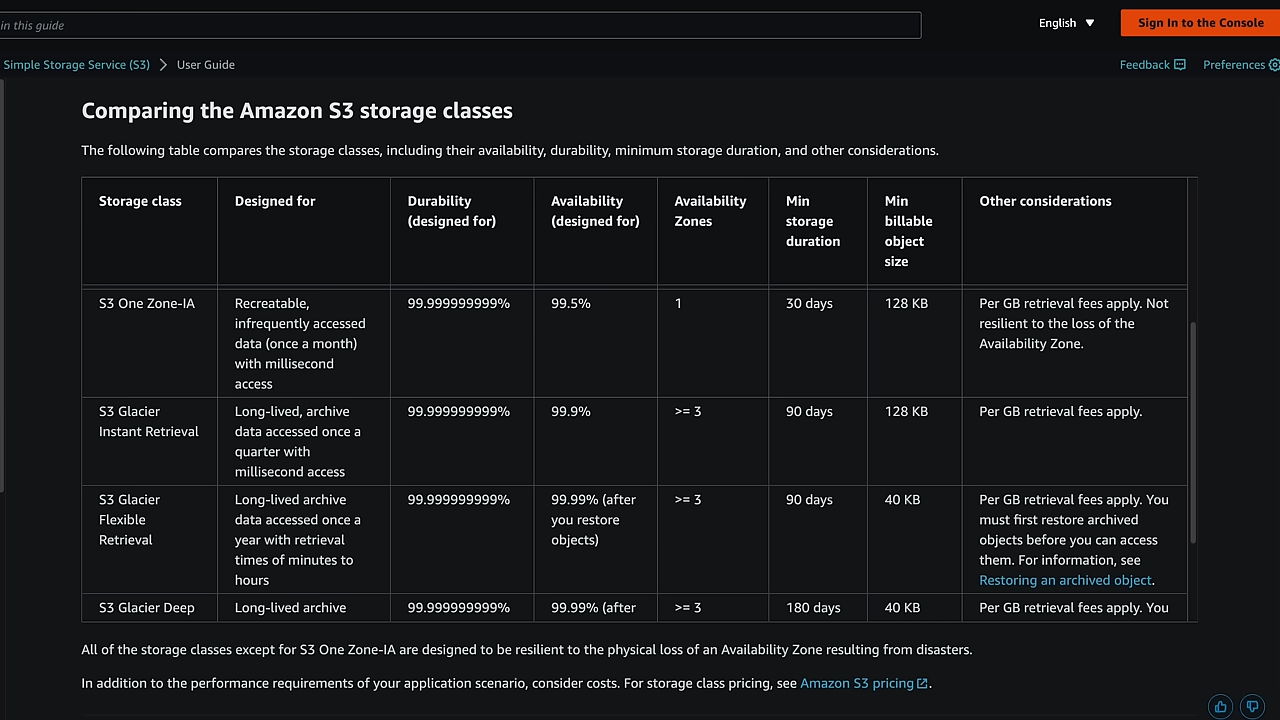 in this guide
English
Sign In to the Console
Simple Storage Service (S3)
User Guide
Feedback
Preferences
Comparing the Amazon S3 storage classes
The following table compares the storage classes, including their availability, durability, minimum storage duration, and other considerations.
Storage class
Designed for
Durability
(designed for)
Availability
(designed for)
Availability
Zones
Min
storage
duration
Min
billable
object
size
Other considerations
S3 One Zone-IA
Recreatable,
infrequently accessed
data (once a month)
with millisecond
access
99.999999999%
99.5%
1
30 days
128 KB
Per GB retrieval fees apply. Not
resilient to the loss of the
Availability Zone.
S3 Glacier
Instant Retrieval
Long-lived, archive
data accessed once a
quarter with
millisecond access
99.999999999%
99.9%
>= 3
90 days
128 KB
Per GB retrieval fees apply.
S3 Glacier
Flexible
Retrieval
Long-lived archive
data accessed once a
year with retrieval
times of minutes to
hours
99.999999999%
99.99% (after
you restore
objects)
>= 3
90 days
40 KB
Per GB retrieval fees apply. You
must first restore archived
objects before you can access
them. For information, see
Restoring an archived object.
S3 Glacier Deep
Long-lived archive
99.999999999%
99.99% (after
>= 3
180 days
40 KB
Per GB retrieval fees apply. You
All of the storage classes except for S3 One Zone-IA are designed to be resilient to the physical loss of an Availability Zone resulting from disasters.
In addition to the performance requirements of your application scenario, consider costs. For storage class pricing, see Amazon S3 pricing.